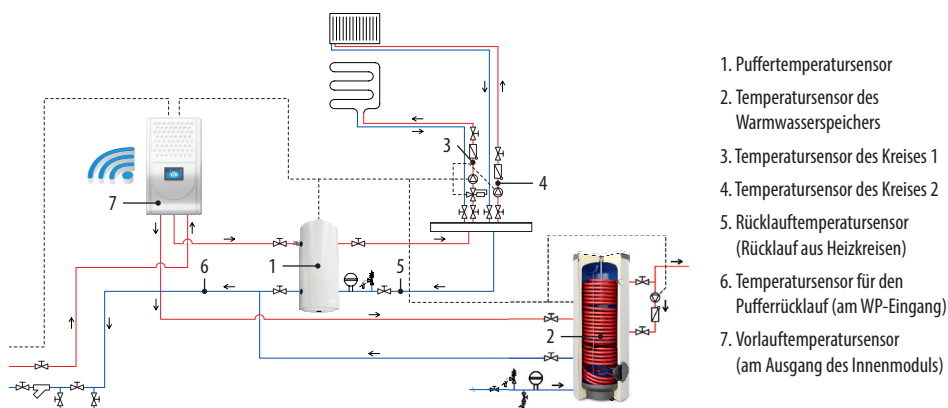 1. Puffertemperatursensor
2. Temperatursensor des
Warmwasserspeichers
3. Temperatursensor des Kreises 1
4. Temperatursensor des Kreises 2
5. Rücklauftemperatursensor
(Rücklauf aus Heizkreisen)
6. Temperatursensor für den
Pufferrücklauf (am WP-Eingang)
7. Vorlauftemperatursensor
(am Ausgang des Innenmoduls)
3
4
7
1
6
5
2